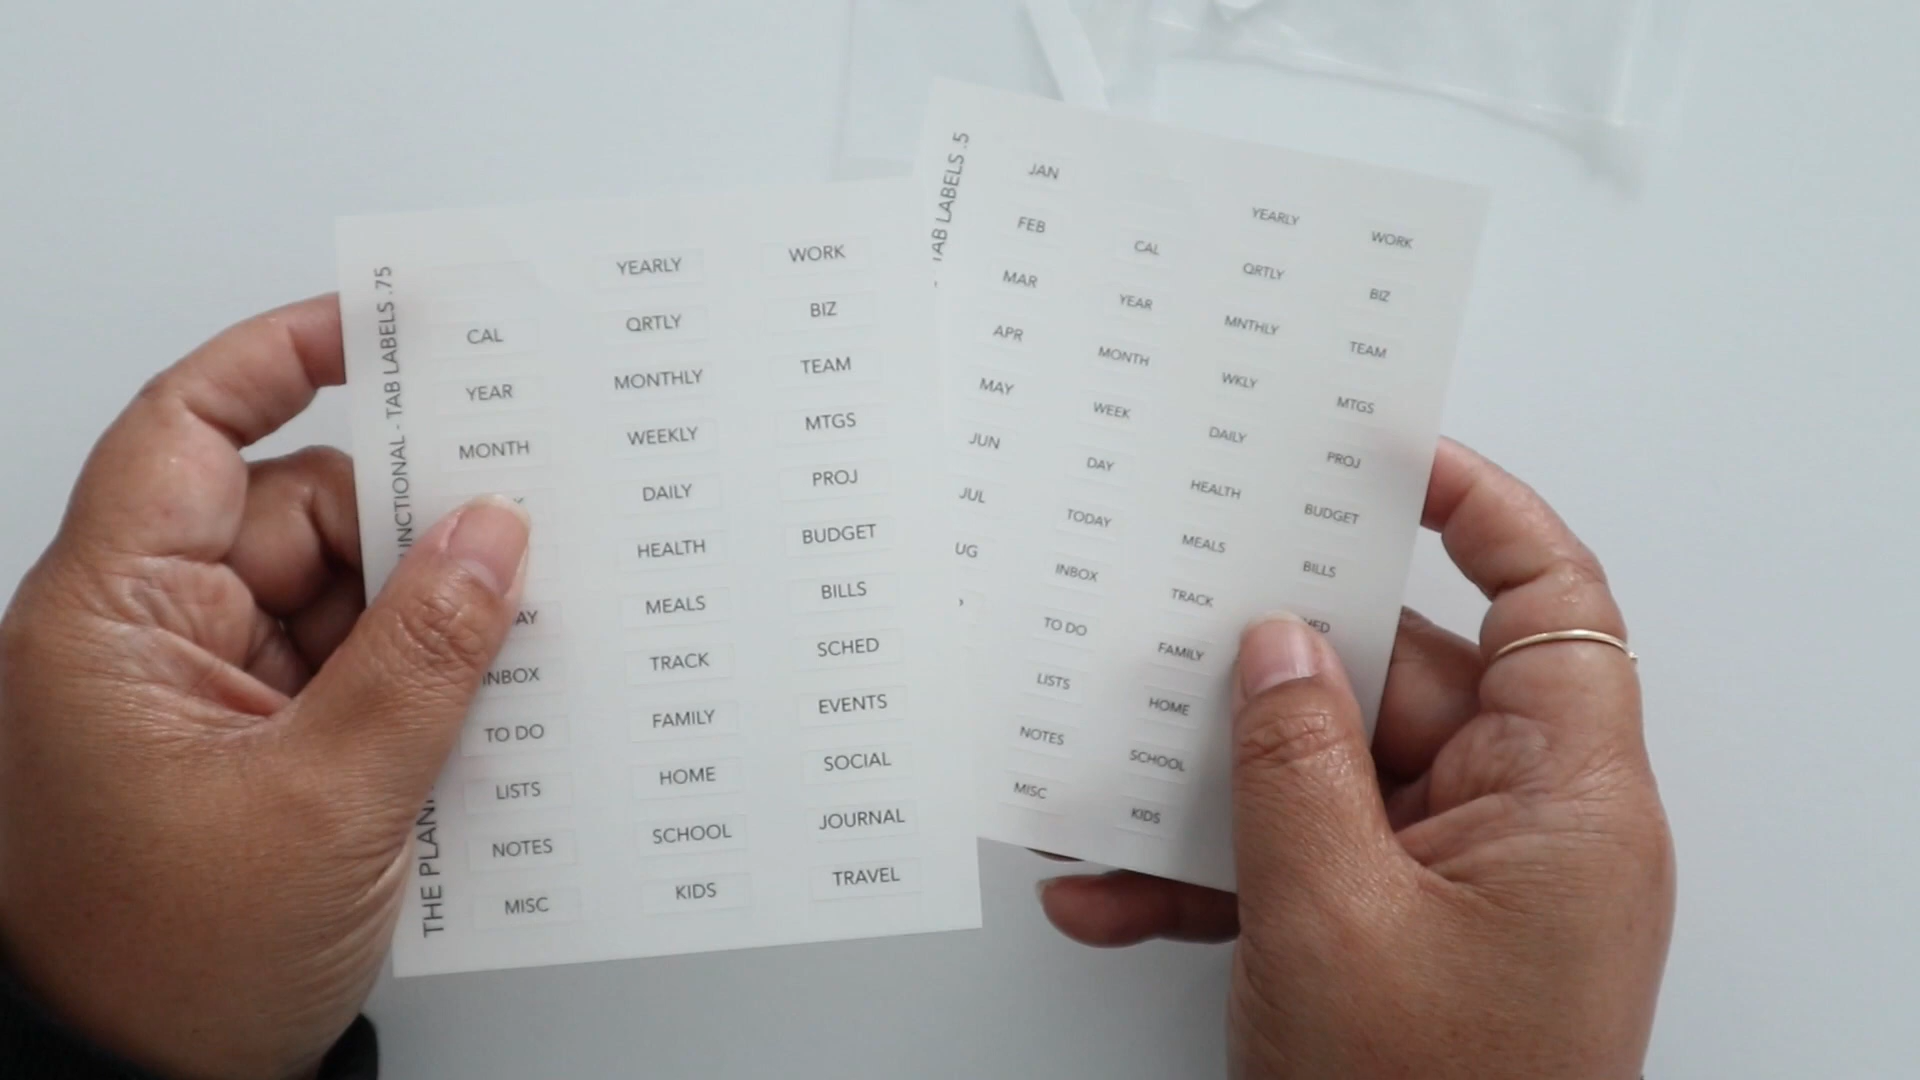 TAB LABELS .75
CAL
YEAR
MONTH
INBOX
TO DO
LISTS
NOTES
MISC
YEARLY
QRTLY
MONTHLY
WEEKLY
DAILY
HEALTH
MEALS
TRACK
FAMILY
HOME
SCHOOL
KIDS
WORK
BIZ
TEAM
MTGS
PROJ
BUDGET
BILLS
SCHED
EVENTS
SOCIAL
JOURNAL
TRAVEL
TAB LABELS .5
JAN
FEB
MAR
APR
MAY
JUN
JUL
CAL
YEAR
MONTH
WEEK
DAY
TODAY
INBOX
TO DO
LISTS
NOTES
MISC
YEARLY
QRTLY
MNTHLY
WKLY
DAILY
HEALTH
MEALS
TRACK
FAMILY
HOME
SCHOOL
KIDS
WORK
BIZ
TEAM
MTGS
PROJ
BUDGET
BILLS